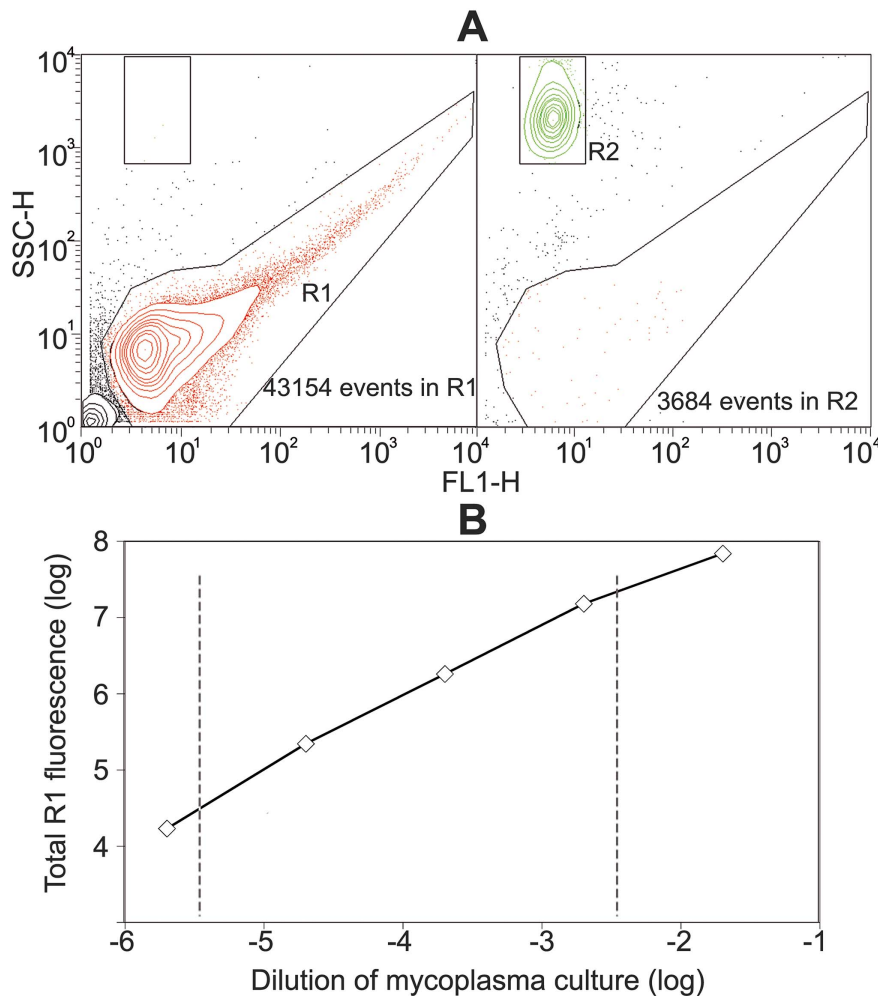 A
SSC-H
10⁴
10³
10²
10¹
10⁰
R1
43154 events in R1
R2
3684 events in R2
10⁰ 10¹ 10² 10³ 10⁴ 10¹ 10² 10³ 10⁴
FL1-H
B
Total R1 fluorescence (log)
8
7
6
5
4
-6 -5 -4 -3 -2 -1
Dilution of mycoplasma culture (log)